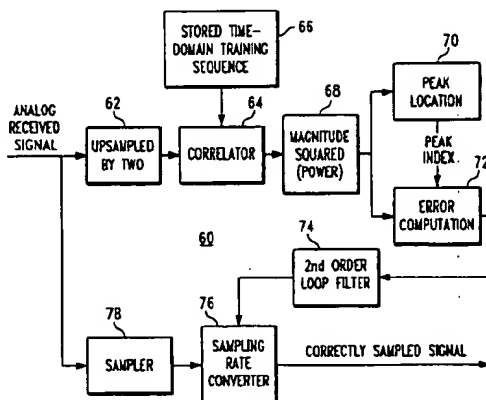 STORED TIME-
DOMAIN TRAINING
SEQUENCE
66
70
PEAK
LOCATION
ANALOG
RECEIVED
SIGNAL
62
UPSAMPLED
BY TWO
64
CORRELATOR
68
MAGNITUDE
SQUARED
(POWER)
PEAK
INDEX
72
ERROR
COMPUTATION
60
74
2nd ORDER
LOOP FILTER
78
SAMPLER
76
SAMPLING
RATE
CONVERTER
CORRECTLY SAMPLED SIGNAL